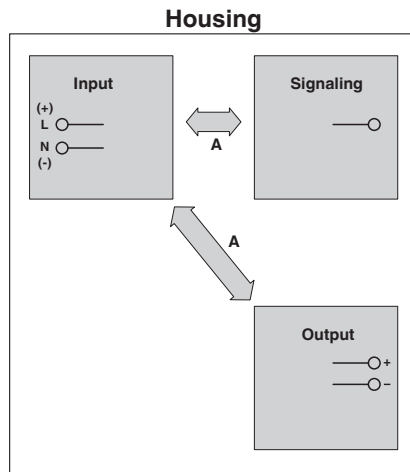 Housing
Input
(+)
L
N
(-)
A
Signaling
A
Output
+
–